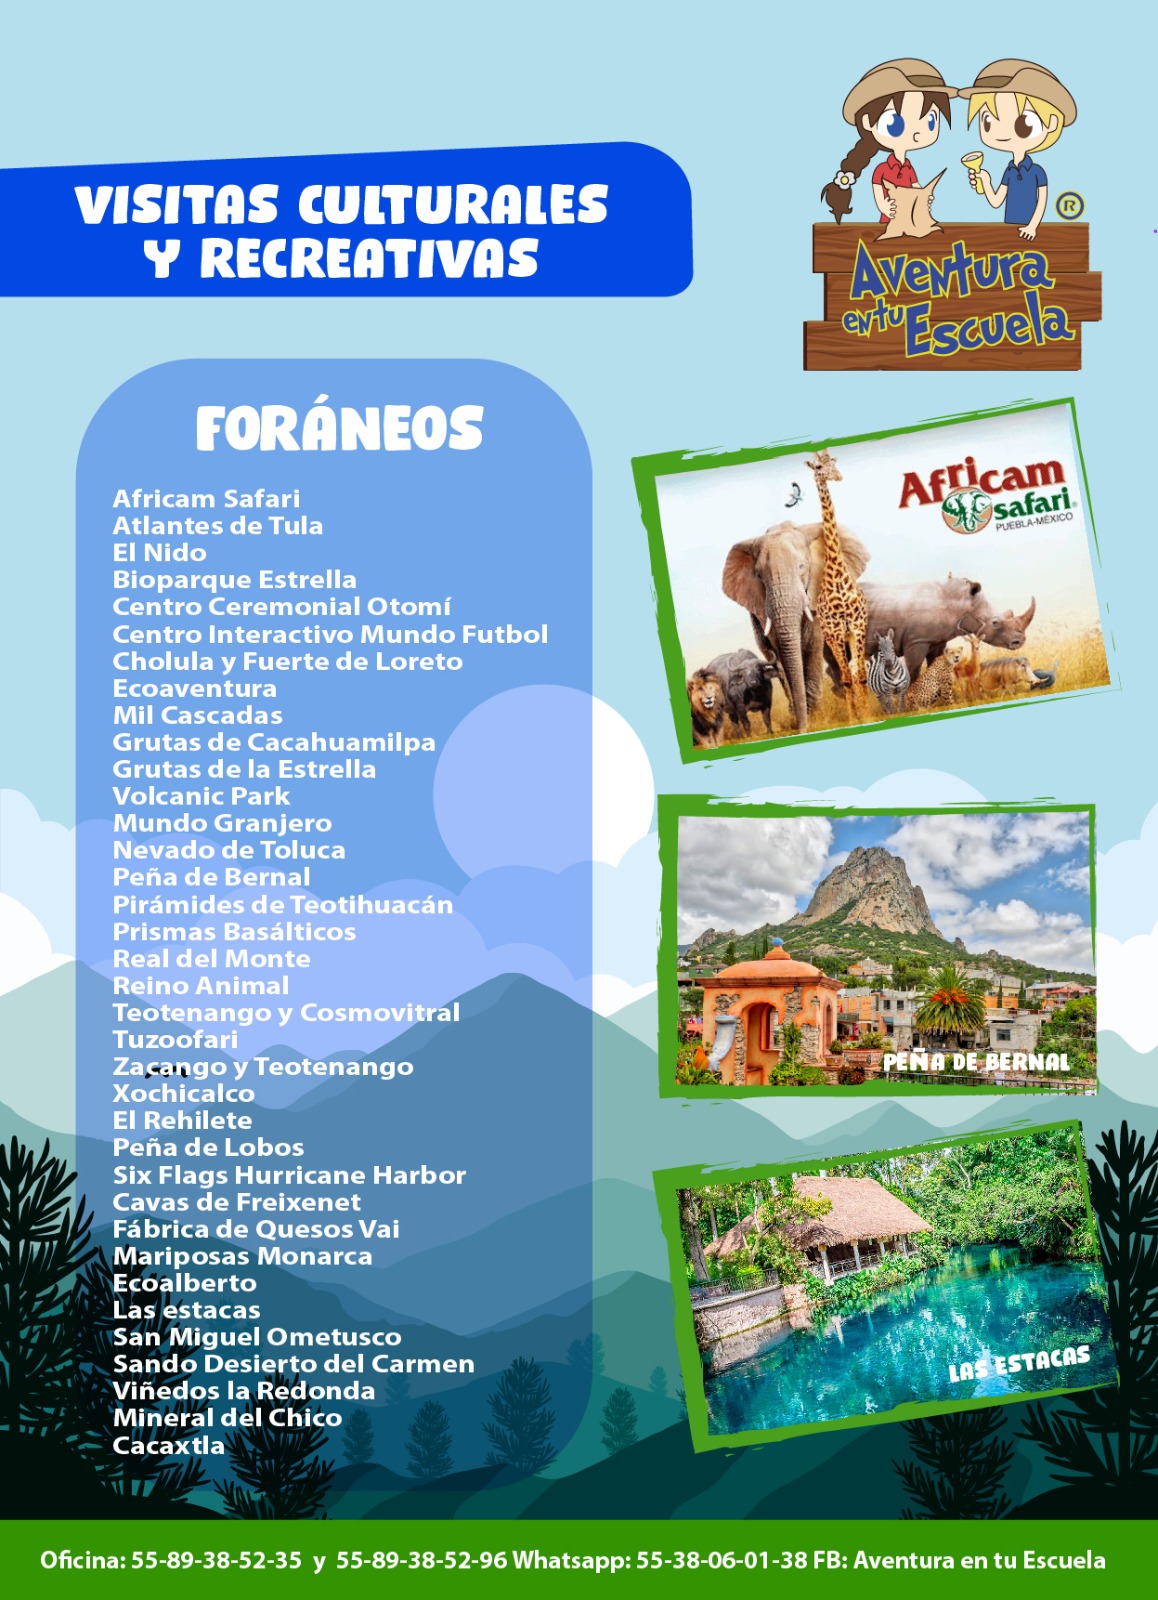 VISITAS CULTURALES
Y RECREATIVAS
®
Aventura
en tu
Escuela
FORÁNEOS
Africam Safari
Atlantes de Tula
El Nido
Bioparque Estrella
Centro Ceremonial Otomí
Centro Interactivo Mundo Futbol
Cholula y Fuerte de Loreto
Ecoaventura
Mil Cascadas
Grutas de Cacahuamilpa
Grutas de la Estrella
Volcanic Park
Mundo Granjero
Nevado de Toluca
Peña de Bernal
Pirámides de Teotihuacán
Prismas Basálticos
Real del Monte
Reino Animal
Teotenango y Cosmovitral
Tuzoofari
Zacango y Teotenango
Xochicalco
El Rehilete
Peña de Lobos
Six Flags Hurricane Harbor
Cavas de Freixenet
Fábrica de Quesos Vai
Mariposas Monarca
Ecoalberto
Las estacas
San Miguel Ometusco
Sando Desierto del Carmen
Viñedos la Redonda
Mineral del Chico
Cacaxtla
Africam
safari®
PUEBLA-MÉXICO
PEÑA DE BERNAL
LAS ESTACAS
Oficina: 55-89-38-52-35 y 55-89-38-52-96 Whatsapp: 55-38-06-01-38 FB: Aventura en tu Escuela